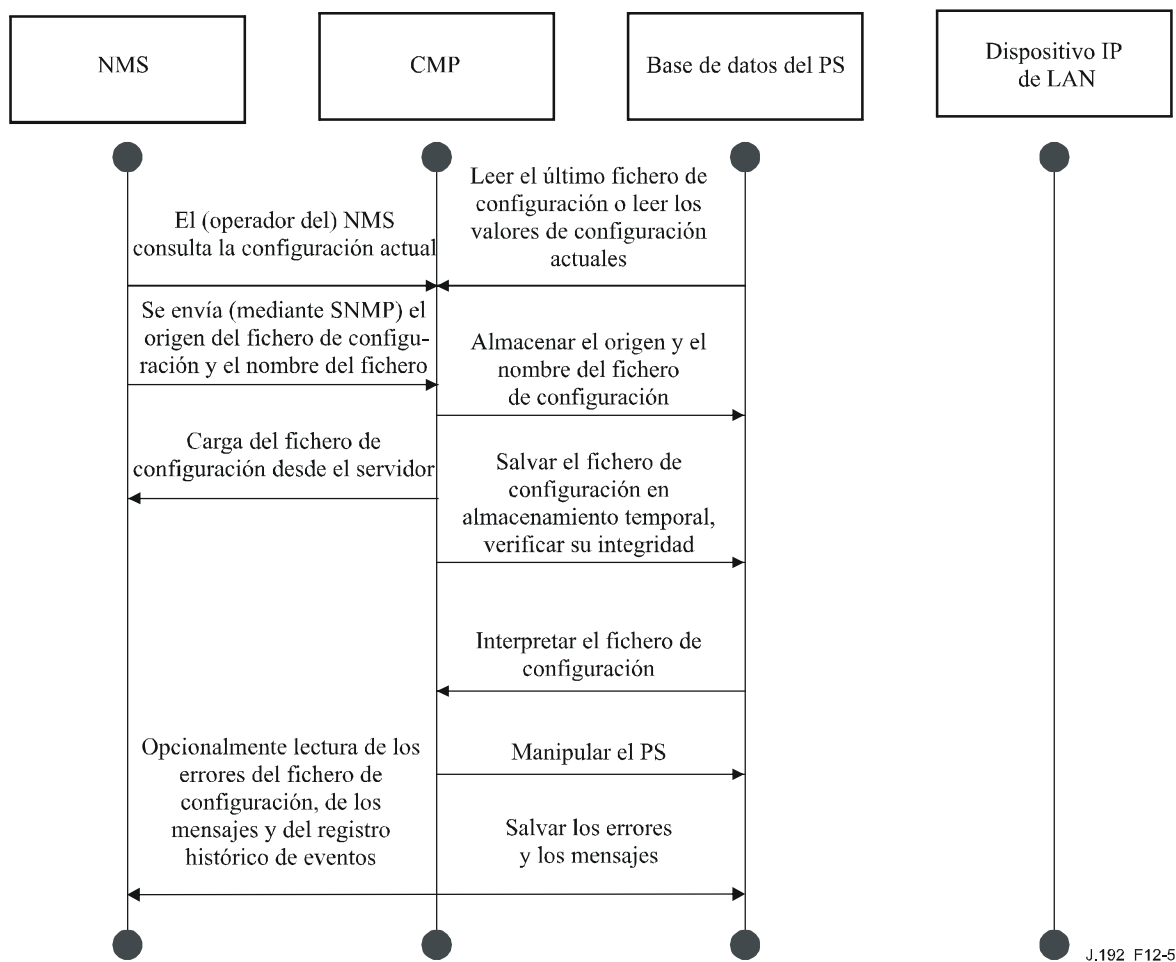 NMS
CMP
Base de datos del PS
Dispositivo IP
de LAN
El (operador del) NMS
consulta la configuración actual
Leer el último fichero de
configuración o leer los
valores de configuración
actuales
Se envía (mediante SNMP) el
origen del fichero de configu-
ración y el nombre del fichero
Almacenar el origen y el
nombre del fichero
de configuración
Carga del fichero de
configuración desde el servidor
Salvar el fichero de
configuración en
almacenamiento temporal,
verificar su integridad
Interpretar el fichero de
configuración
Manipular el PS
Opcionalmente lectura de los
errores del fichero de
configuración, de los
mensajes y del registro
histórico de eventos
Salvar los errores
y los mensajes
J.192_F12-5